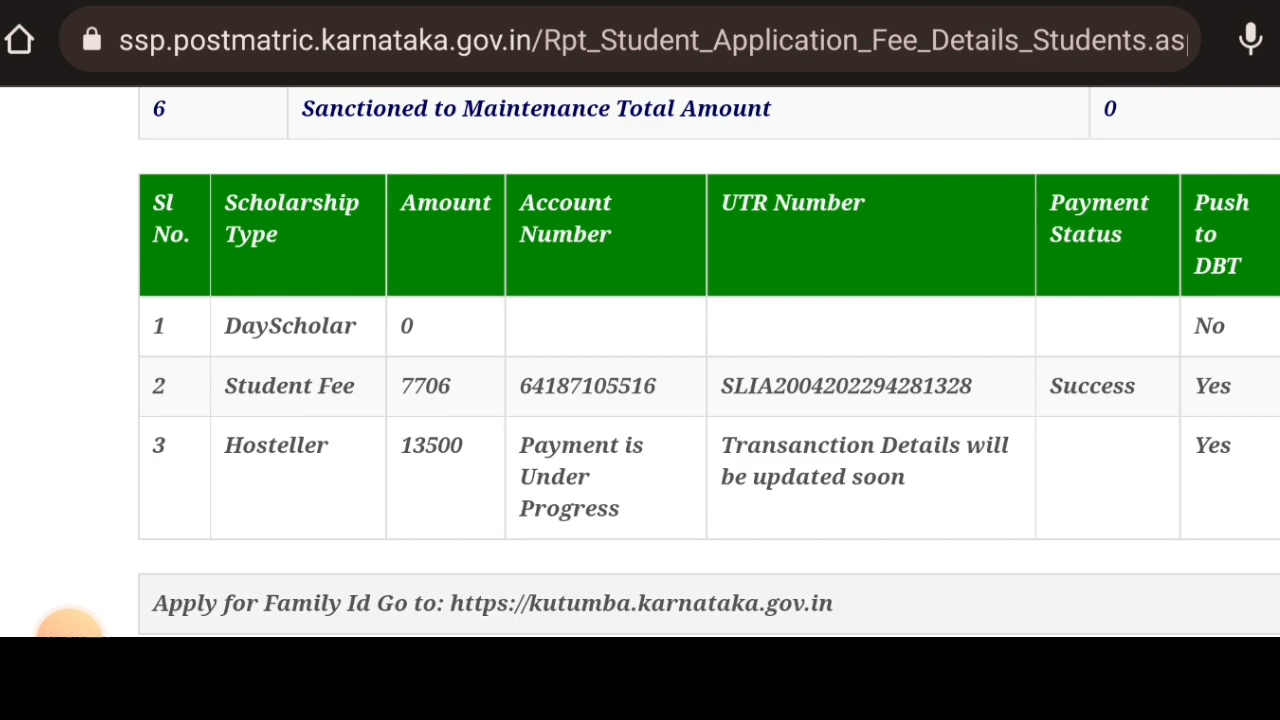 ssp.postmatric.karnataka.gov.in/Rpt_Student_Application_Fee_Details_Students.as
6 Sanctioned to Maintenance Total Amount 0
Sl No. Scholarship Type Amount Account Number UTR Number Payment Status Push to DBT
1 DayScholar 0 No
2 Student Fee 7706 64187105516 SLIA2004202294281328 Success Yes
3 Hosteller 13500 Payment is Under Progress Transanction Details will be updated soon Yes
Apply for Family Id Go to: https://kutumba.karnataka.gov.in